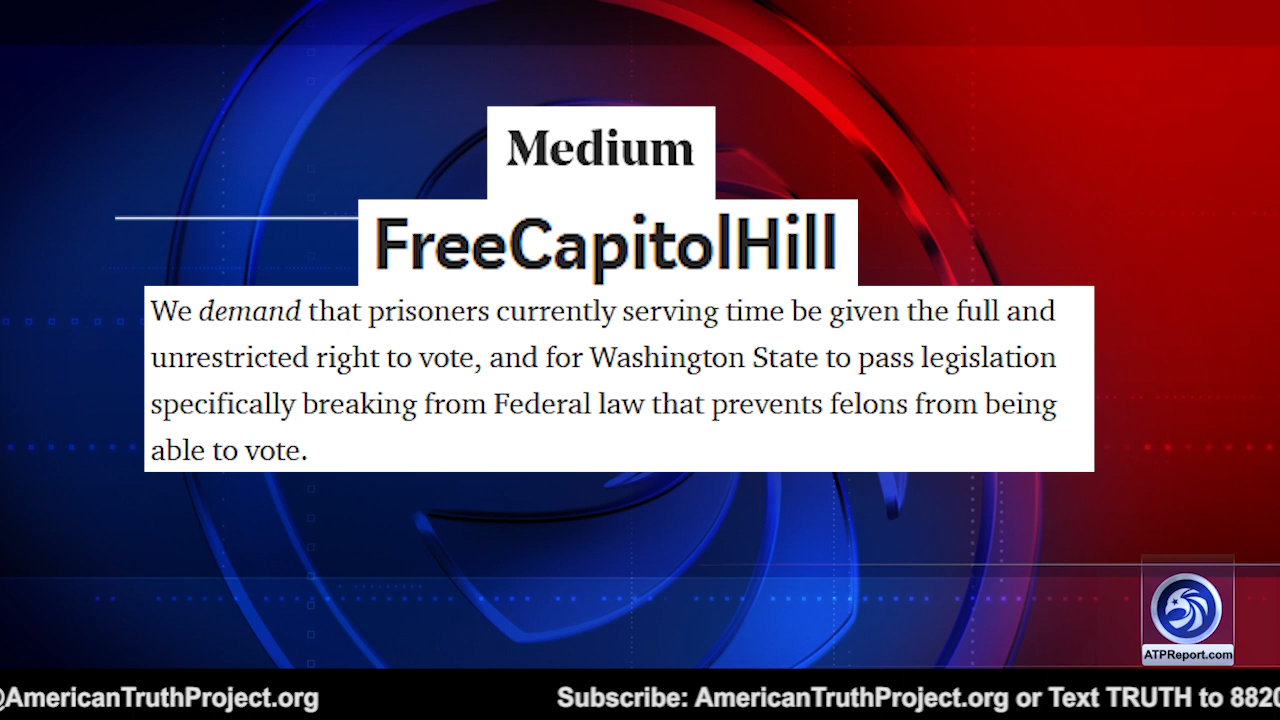 Medium
FreeCapitolHill
We demand that prisoners currently serving time be given the full and
unrestricted right to vote, and for Washington State to pass legislation
specifically breaking from Federal law that prevents felons from being
able to vote.
ATPReport.com
@AmericanTruthProject.org Subscribe: AmericanTruthProject.org or Text TRUTH to 8820